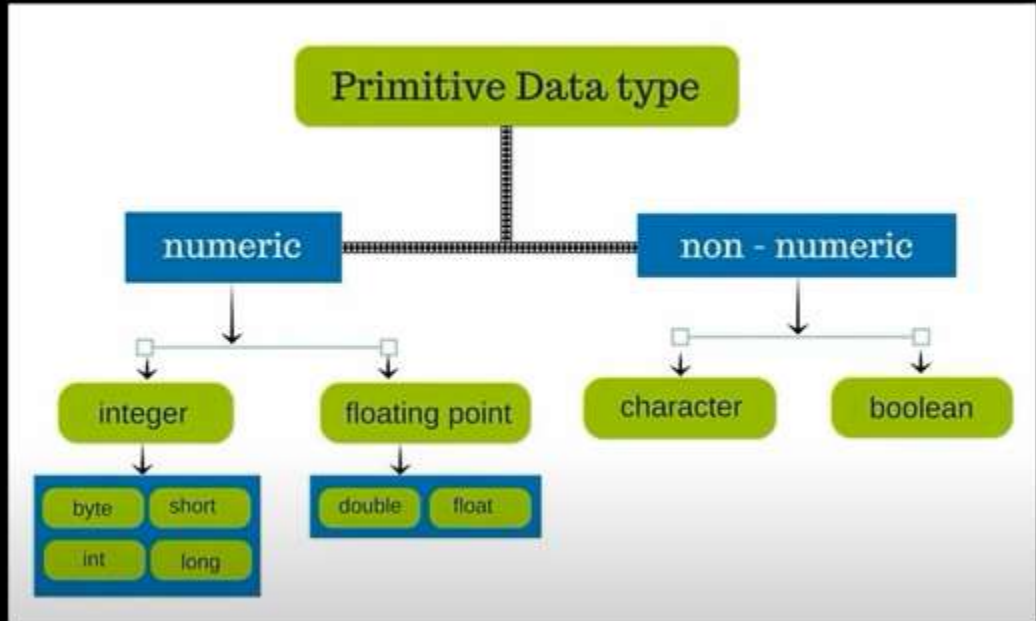 Primitive Data type
numeric
non - numeric
integer
floating point
character
boolean
byte
short
double
float
int
long